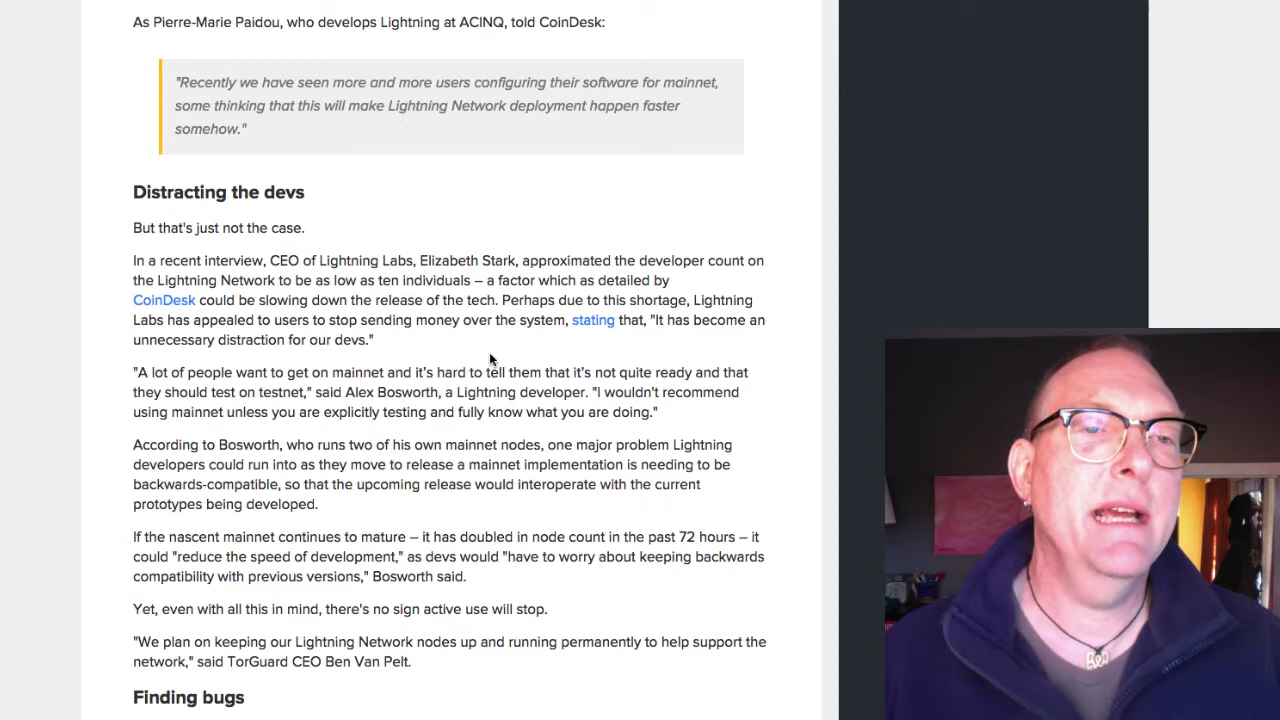 As Pierre-Marie Paidou, who develops Lightning at ACINQ, told CoinDesk:
"Recently we have seen more and more users configuring their software for mainnet,
some thinking that this will make Lightning Network deployment happen faster
somehow."
Distracting the devs
But that's just not the case.
In a recent interview, CEO of Lightning Labs, Elizabeth Stark, approximated the developer count on
the Lightning Network to be as low as ten individuals – a factor which as detailed by
CoinDesk could be slowing down the release of the tech. Perhaps due to this shortage, Lightning
Labs has appealed to users to stop sending money over the system, stating that, "It has become an
unnecessary distraction for our devs."
"A lot of people want to get on mainnet and it's hard to tell them that it's not quite ready and that
they should test on testnet," said Alex Bosworth, a Lightning developer. "I wouldn't recommend
using mainnet unless you are explicitly testing and fully know what you are doing."
According to Bosworth, who runs two of his own mainnet nodes, one major problem Lightning
developers could run into as they move to release a mainnet implementation is needing to be
backwards-compatible, so that the upcoming release would interoperate with the current
prototypes being developed.
If the nascent mainnet continues to mature – it has doubled in node count in the past 72 hours – it
could "reduce the speed of development," as devs would "have to worry about keeping backwards
compatibility with previous versions," Bosworth said.
Yet, even with all this in mind, there's no sign active use will stop.
"We plan on keeping our Lightning Network nodes up and running permanently to help support the
network," said TorGuard CEO Ben Van Pelt.
Finding bugs